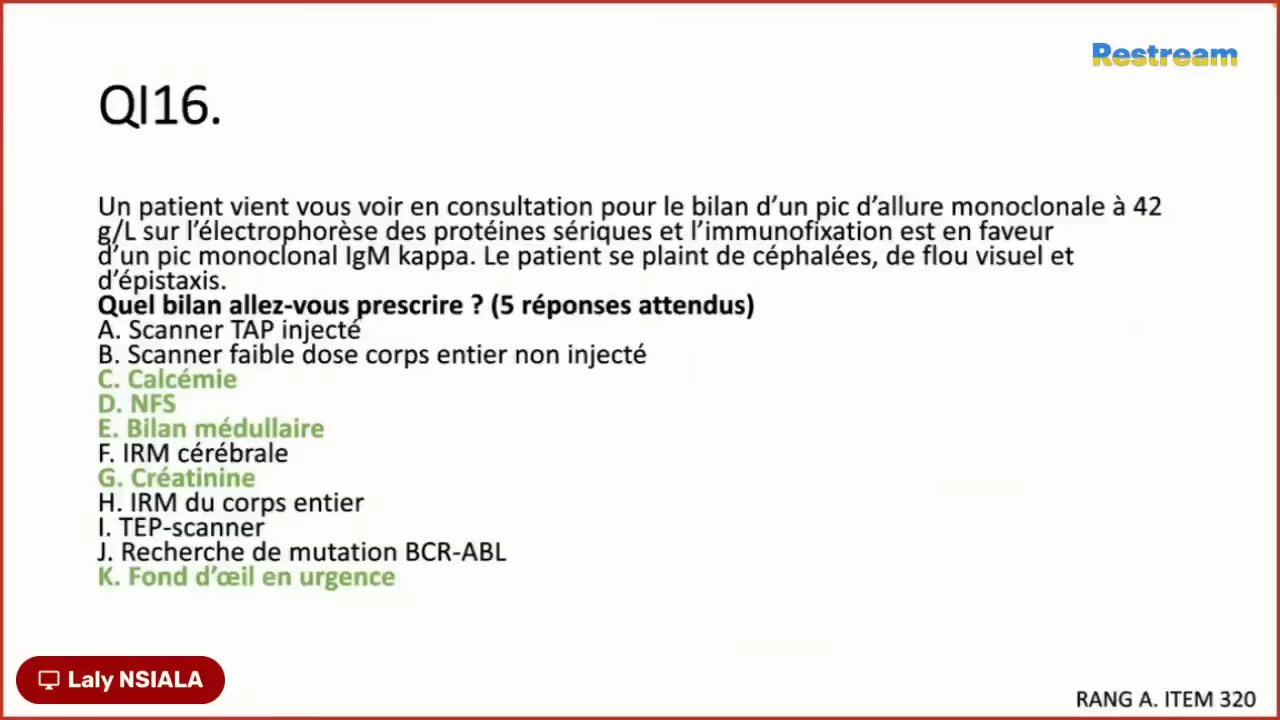 Restream
QI16.
Un patient vient vous voir en consultation pour le bilan d’un pic d’allure monoclonale à 42
g/L sur l’électrophorèse des protéines sériques et l’immunofixation est en faveur
d’un pic monoclonal IgM kappa. Le patient se plaint de céphalées, de flou visuel et
d’épistaxis.
Quel bilan allez-vous prescrire ? (5 réponses attendus)
A. Scanner TAP injecté
B. Scanner faible dose corps entier non injecté
C. Calcémie
D. NFS
E. Bilan médullaire
F. IRM cérébrale
G. Créatinine
H. IRM du corps entier
I. TEP-scanner
J. Recherche de mutation BCR-ABL
K. Fond d’œil en urgence
Laly NSIALA
RANG A. ITEM 320